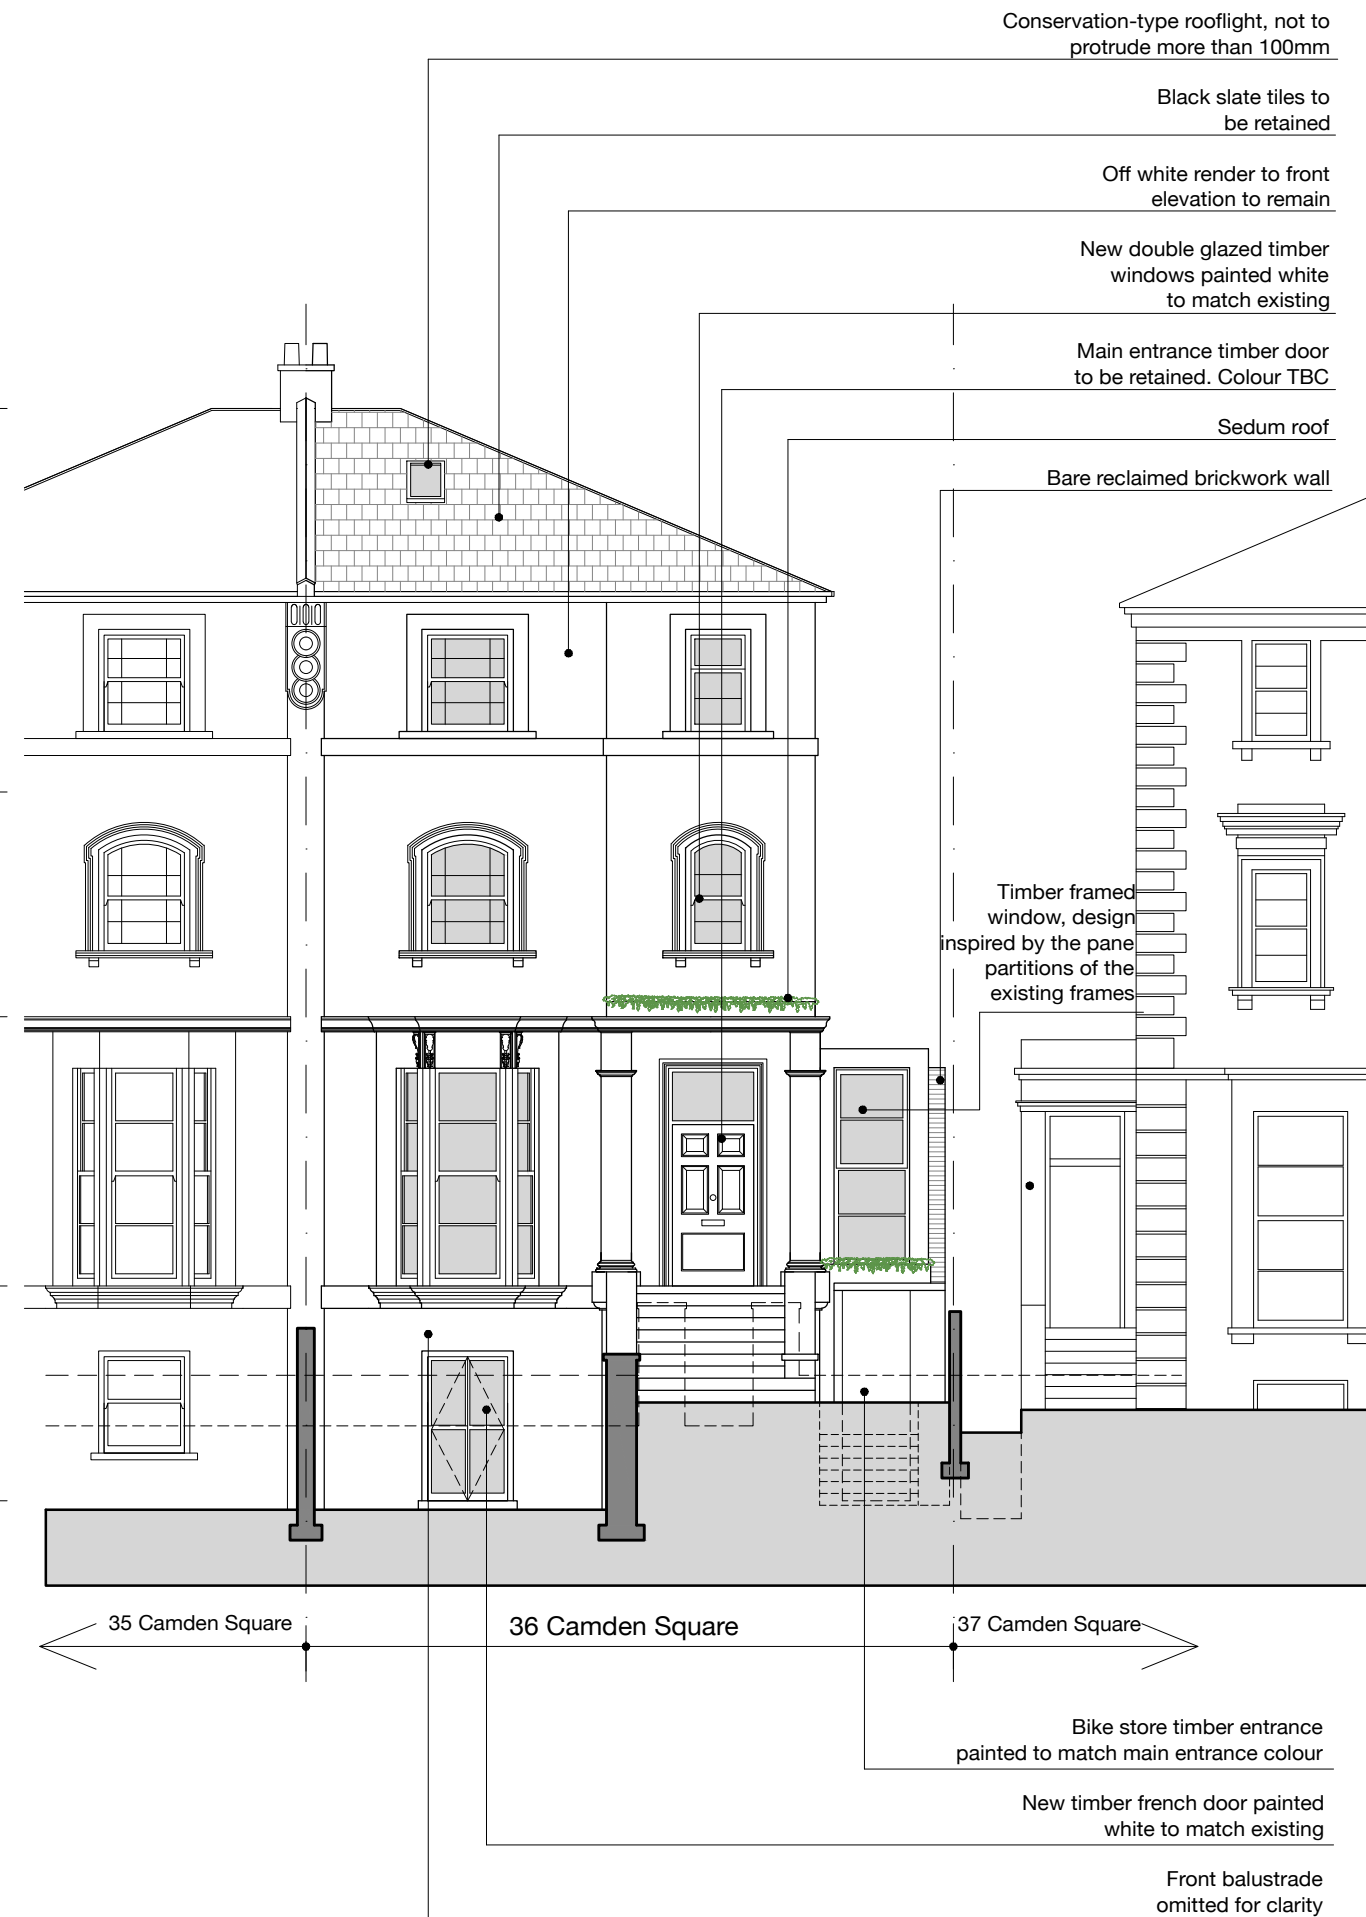 Conservation-type rooflight, not to
protrude more than 100mm
Black slate tiles to
be retained
Off white render to front
elevation to remain
New double glazed timber
windows painted white
to match existing
Main entrance timber door
to be retained. Colour TBC
Sedum roof
Bare reclaimed brickwork wall
Timber framed
window, design
inspired by the pane
partitions of the
existing frames
35 Camden Square
36 Camden Square
37 Camden Square
Bike store timber entrance
painted to match main entrance colour
New timber french door painted
white to match existing
Front balustrade
omitted for clarity